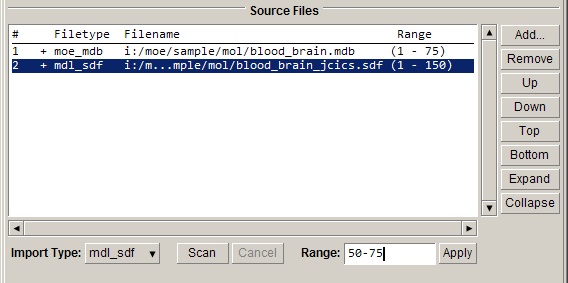 Source Files
# Filetype Filename Range
1 + moe_mdb i:/moe/sample/mol/blood_brain.mdb (1 - 75)
2 + mdl_sdf i:/m...mple/mol/blood_brain_jcics.sdf (1 - 150)
Add...
Remove
Up
Down
Top
Bottom
Expand
Collapse
Import Type: mdl_sdf Scan Cancel Range: 50-75 Apply